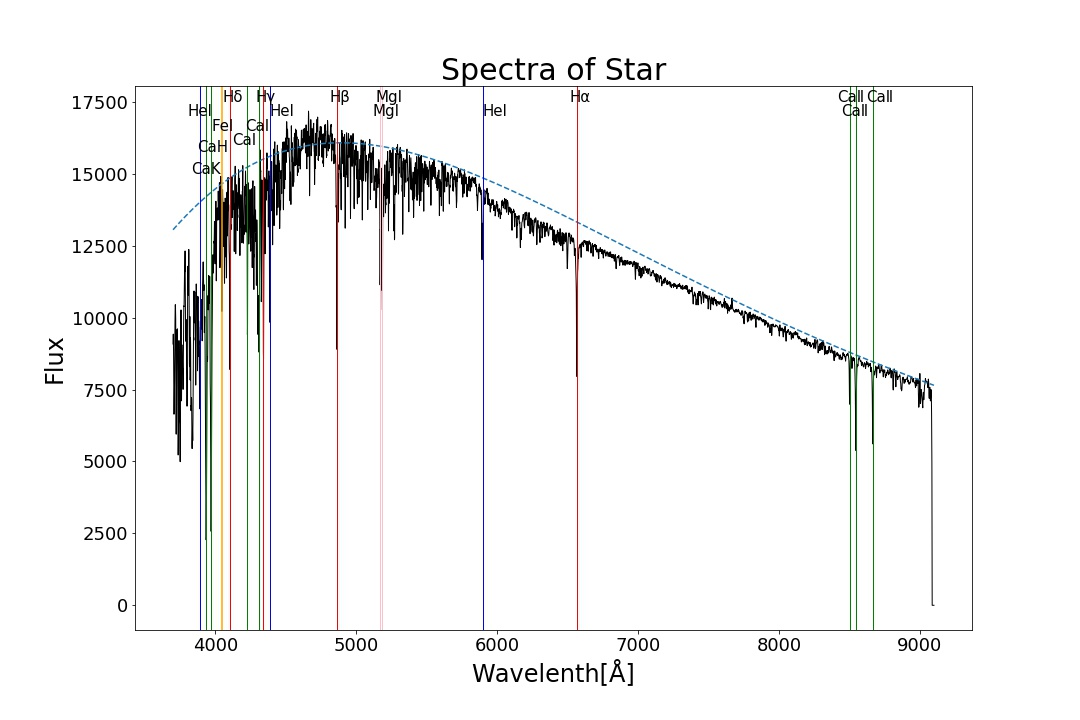 Spectra of Star
Hδ Hγ Hβ MgI Hα CaII CaII
HeI HeI MgI HeI CaII
FeI CaI
CaI
CaH
CaK
17500
15000
12500
10000
7500
5000
2500
0
Flux
4000 5000 6000 7000 8000 9000
Wavelenth[Å]